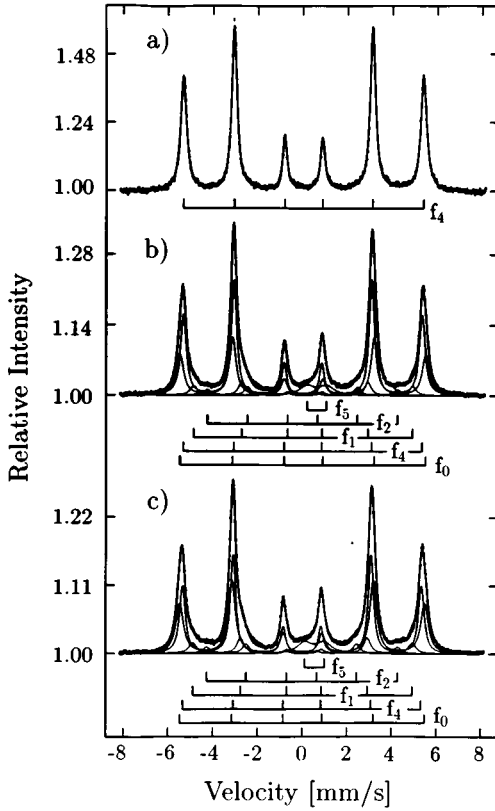 a)
1.48
1.24
1.00
f4
b)
1.28
1.14
1.00
f5
f2
f1
f4
f0
c)
1.22
1.11
1.00
f5
f2
f1
f4
f0
Relative Intensity
-8 -6 -4 -2 0 2 4 6 8
Velocity [mm/s]